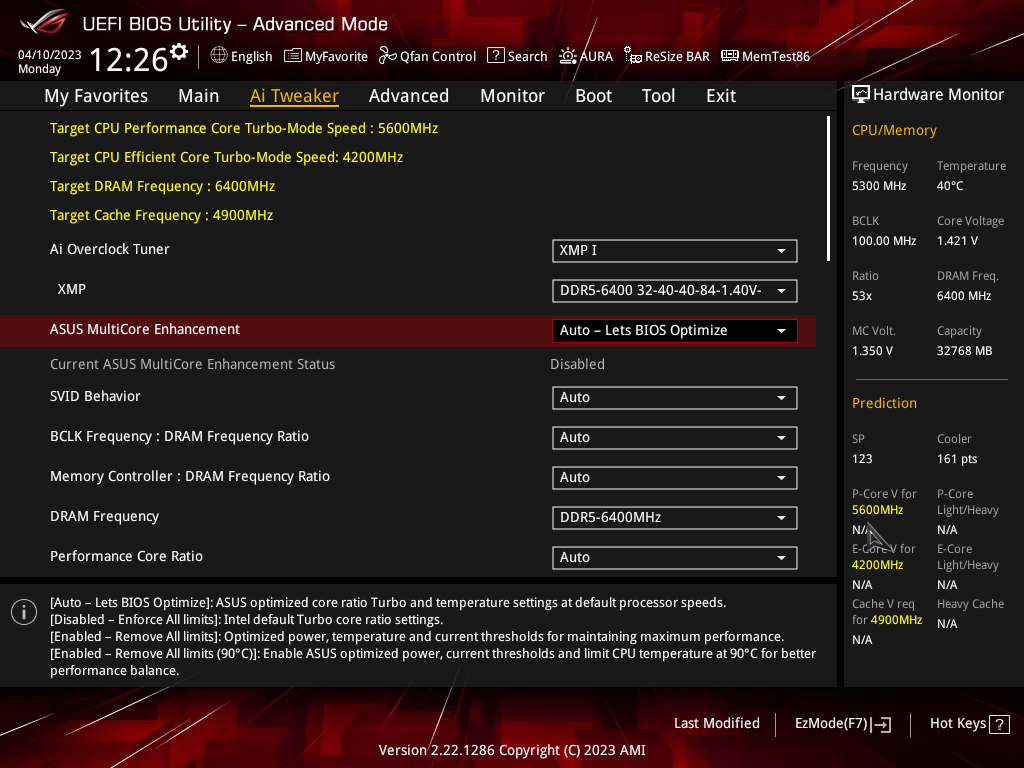 UEFI BIOS Utility – Advanced Mode
04/10/2023
Monday
12:26
English
MyFavorite
Qfan Control
? Search
AURA
ReSize BAR
MemTest86
My Favorites
Main
Ai Tweaker
Advanced
Monitor
Boot
Tool
Exit
Target CPU Performance Core Turbo-Mode Speed : 5600MHz
Target CPU Efficient Core Turbo-Mode Speed: 4200MHz
Target DRAM Frequency : 6400MHz
Target Cache Frequency : 4900MHz
Ai Overclock Tuner XMP I
XMP DDR5-6400 32-40-40-84-1.40V-
ASUS MultiCore Enhancement Auto – Lets BIOS Optimize
Current ASUS MultiCore Enhancement Status Disabled
SVID Behavior Auto
BCLK Frequency : DRAM Frequency Ratio Auto
Memory Controller : DRAM Frequency Ratio Auto
DRAM Frequency DDR5-6400MHz
Performance Core Ratio Auto
[Auto – Lets BIOS Optimize]: ASUS optimized core ratio Turbo and temperature settings at default processor speeds.
[Disabled – Enforce All limits]: Intel default Turbo core ratio settings.
[Enabled – Remove All limits]: Optimized power, temperature and current thresholds for maintaining maximum performance.
[Enabled – Remove All limits (90°C)]: Enable ASUS optimized power, current thresholds and limit CPU temperature at 90°C for better
performance balance.
Hardware Monitor
CPU/Memory
Frequency Temperature
5300 MHz 40°C
BCLK Core Voltage
100.00 MHz 1.421 V
Ratio DRAM Freq.
53x 6400 MHz
MC Volt. Capacity
1.350 V 32768 MB
Prediction
SP Cooler
123 161 pts
P-Core V for P-Core
5600MHz Light/Heavy
N/A N/A
E-Core V for E-Core
4200MHz Light/Heavy
N/A N/A
Cache V req Heavy Cache
for 4900MHz N/A
N/A
Last Modified
EzMode(F7)
Hot Keys ?
Version 2.22.1286 Copyright (C) 2023 AMI